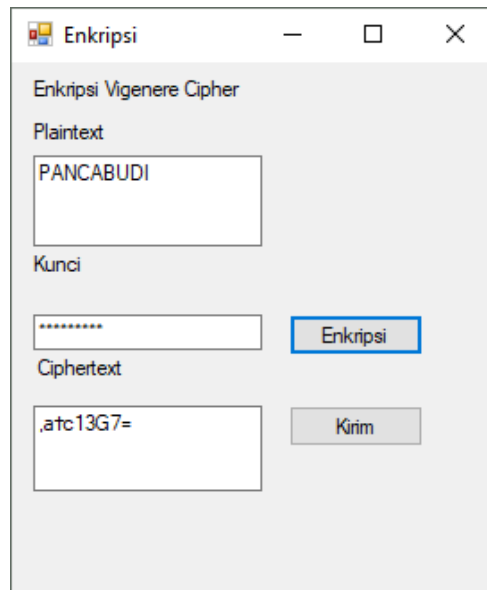 Enkripsi
Enkripsi Vigenere Cipher
Plaintext
PANCABUDI
Kunci
*********
Enkripsi
Ciphertext
,atc13G7=
Kirim